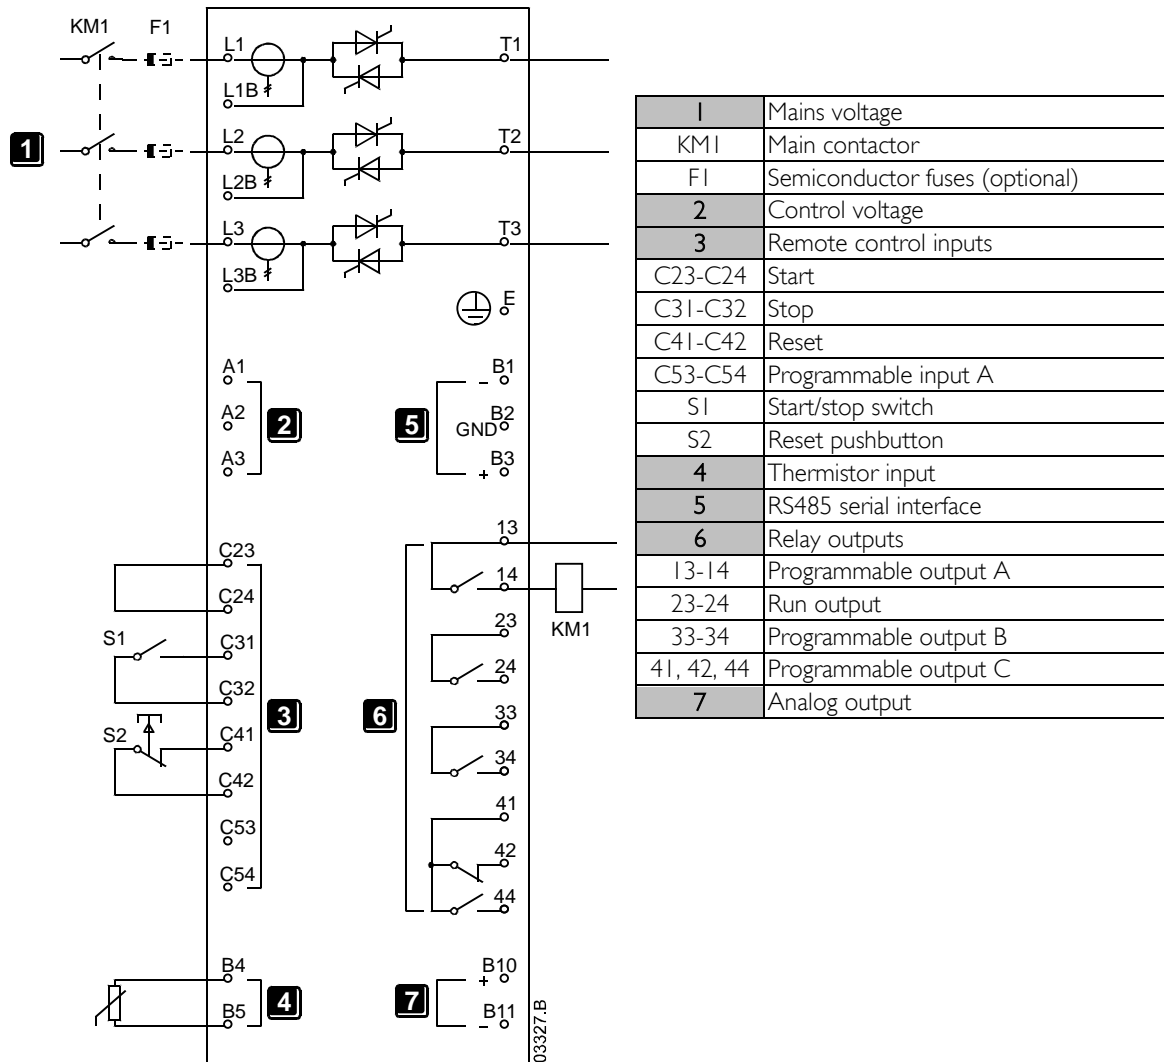 KM1 F1
L1 T1
L1B
1
L2 T2
L2B
L3 T3
L3B
E
A1 B1
-
A2 B2
2 5 GND
A3 B3
+
13
C23
14
C24
KM1
S1 C31 23
24
C32
3 6
S2 C41 33
34
C42
41
C53
42
C54
44
B4 B10
+
4 7
B5 B11
-
03327.B
1 Mains voltage
KM1 Main contactor
F1 Semiconductor fuses (optional)
2 Control voltage
3 Remote control inputs
C23-C24 Start
C31-C32 Stop
C41-C42 Reset
C53-C54 Programmable input A
S1 Start/stop switch
S2 Reset pushbutton
4 Thermistor input
5 RS485 serial interface
6 Relay outputs
13-14 Programmable output A
23-24 Run output
33-34 Programmable output B
41, 42, 44 Programmable output C
7 Analog output